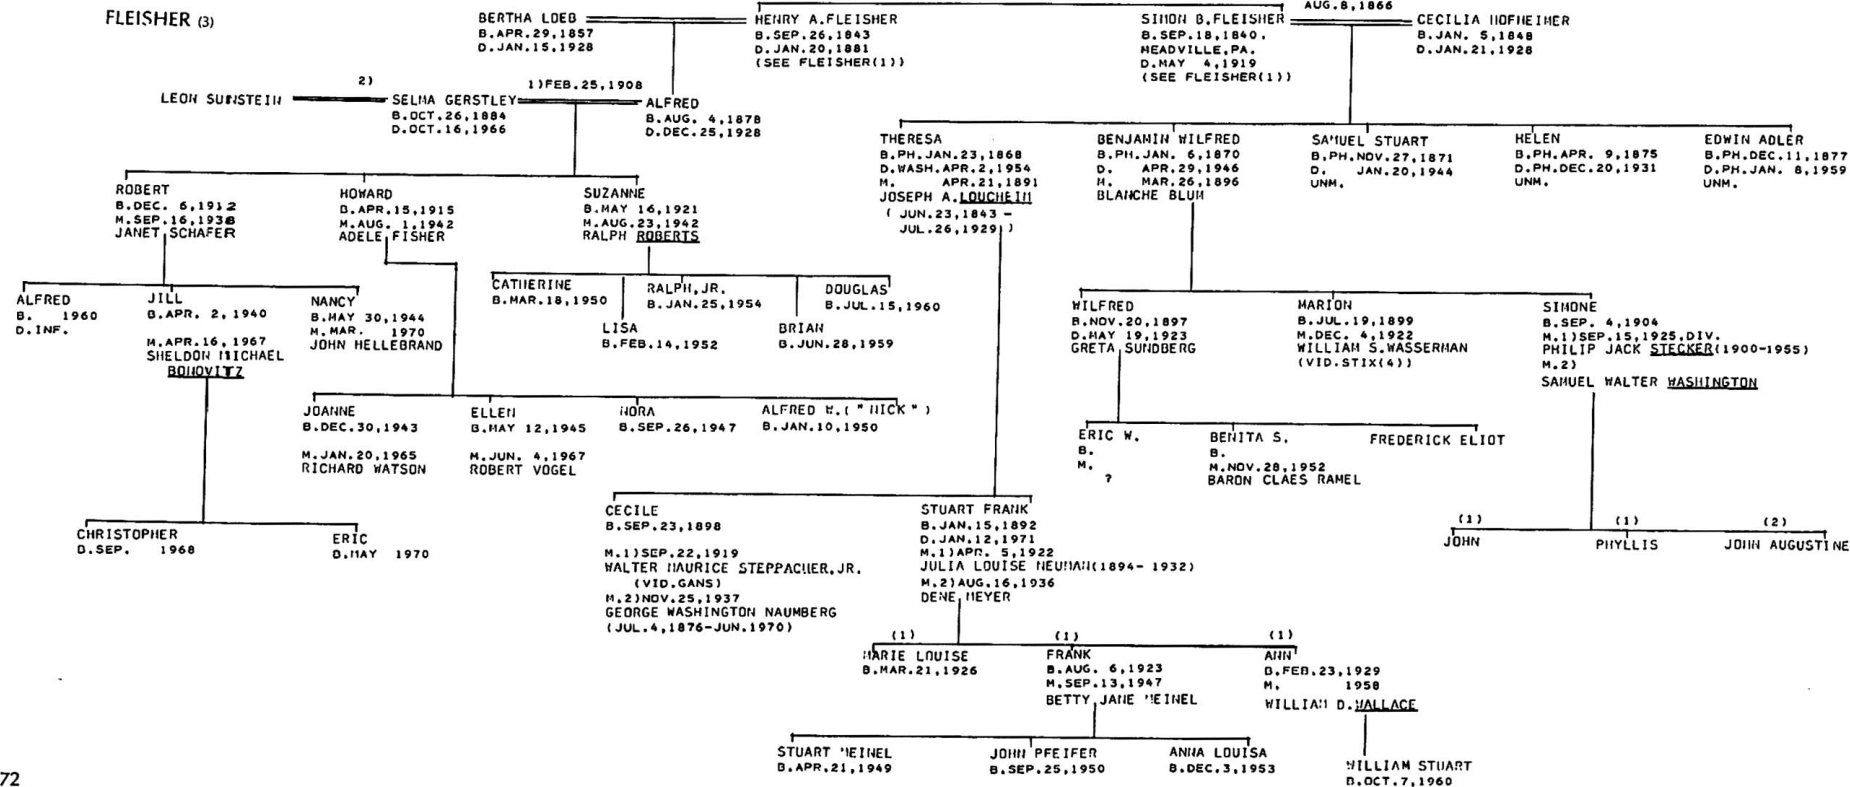 FLEISHER (3)
AUG.8,1866
BERTHA LOEB
B.APR.29,1857
D.JAN.15,1928
HENRY A.FLEISHER
B.SEP.26,1843
D.JAN.20,1881
(SEE FLEISHER(1))
SIMON B.FLEISHER
B.SEP.18,1840.
MEADVILLE,PA.
D.MAY 4,1919
(SEE FLEISHER(1))
CECILIA HOFHEIMER
B.JAN. 5,1848
D.JAN.21,1928
LEON SUNSTEIN
2)
SELMA GERSTLEY
B.OCT.26,1884
D.OCT.16,1966
1)FEB.25,1908
ALFRED
B.AUG. 4,1878
D.DEC.25,1928
THERESA
B.PH.JAN.23,1868
D.WASH.APR.2,1954
M. APR.21,1891
JOSEPH A.LOUCHEIM
( JUN.23,1843 -
JUL.26,1929 )
BENJAMIN WILFRED
B.PH.JAN. 6,1870
D. APR.29,1946
M. MAR.26,1896
BLANCHE BLUM
SAMUEL STUART
B.PH.NOV.27,1871
D. JAN.20,1944
UNM.
HELEN
B.PH.APR. 9,1875
D.PH.DEC.20,1931
UNM.
EDWIN ADLER
B.PH.DEC.11,1877
D.PH.JAN. 8,1959
UNM.
ROBERT
B.DEC. 6,1912
M.SEP.16,1938
JANET SCHAFER
HOWARD
B.APR.15,1915
M.AUG. 1,1942
ADELE FISHER
SUZANNE
B.MAY 16,1921
M.AUG.23,1942
RALPH ROBERTS
ALFRED
B. 1960
D.INF.
JILL
B.APR. 2,1940
M.APR.16, 1967
SHELDON MICHAEL
BONOVITZ
NANCY
B.MAY 30,1944
M.MAR. 1970
JOHN HELLEBRAND
CATHERINE
B.MAR.18,1950
LISA
B.FEB.14,1952
RALPH,JR.
B.JAN.25,1954
BRIAN
B.JUN.28,1959
DOUGLAS
B.JUL.15,1960
WILFRED
B.NOV.20,1897
D.MAY 19,1923
GRETA SUNDBERG
MARION
B.JUL.19,1899
M.DEC. 4,1922
WILLIAM S.WASSERMAN
(VID.STIX(4))
SIMONE
B.SEP. 4,1904
M.1)SEP.15,1925,DIV.
PHILIP JACK STECKER(1900-1955)
M.2)
SAMUEL WALTER WASHINGTON
JOANNE
B.DEC.30,1943
M.JAN.20,1965
RICHARD WATSON
ELLEN
B.MAY 12,1945
M.JUN. 4,1967
ROBERT VOGEL
NORA
B.SEP.26,1947
ALFRED W.("NICK")
B.JAN.10,1950
ERIC W.
B.
M.
?
BENITA S.
B.
M.NOV.28,1952
BARON CLAES RAMEL
FREDERICK ELIOT
CHRISTOPHER
B.SEP. 1968
ERIC
B.MAY 1970
CECILE
B.SEP.23,1898
M.1)SEP.22,1919
WALTER MAURICE STEPPACHER,JR.
(VID.GANS)
M.2)NOV.25,1937
GEORGE WASHINGTON NAUMBERG
(JUL.4,1876-JUN.1970)
STUART FRANK
B.JAN.15,1892
D.JAN.12,1971
M.1)APR. 5,1922
JULIA LOUISE NEUMAN(1894- 1932)
M.2)AUG.16,1936
DENE MEYER
(1)
JOHN
(1)
PHYLLIS
(2)
JOHN AUGUSTINE
(1)
MARIE LOUISE
B.MAR.21,1926
(1)
FRANK
B.AUG. 6,1923
M.SEP.13,1947
BETTY JANE MEINEL
(1)
ANN
B.FEB.23,1929
M. 1958
WILLIAM D.WALLACE
STUART MEINEL
B.APR.21,1949
JOHN PFEIFER
B.SEP.25,1950
ANNA LOUISA
B.DEC.3,1953
WILLIAM STUART
B.OCT.7,1960
72